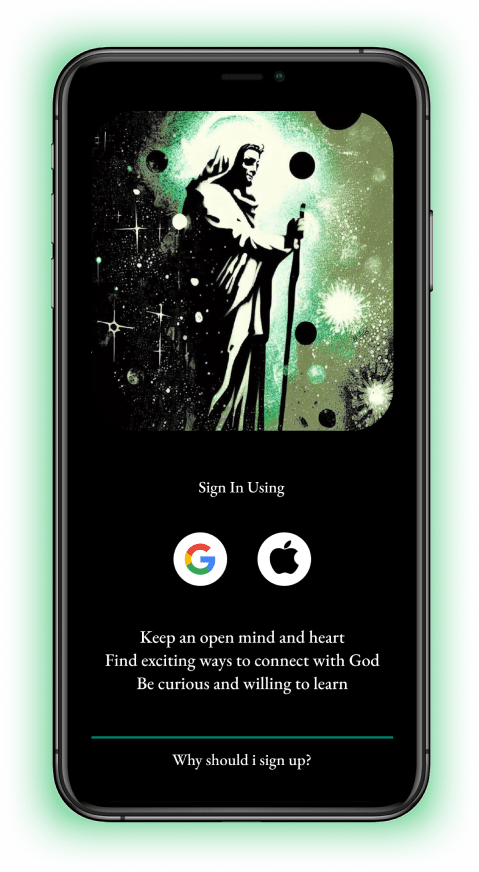 Sign In Using
Keep an open mind and heart
Find exciting ways to connect with God
Be curious and willing to learn
Why should i sign up?